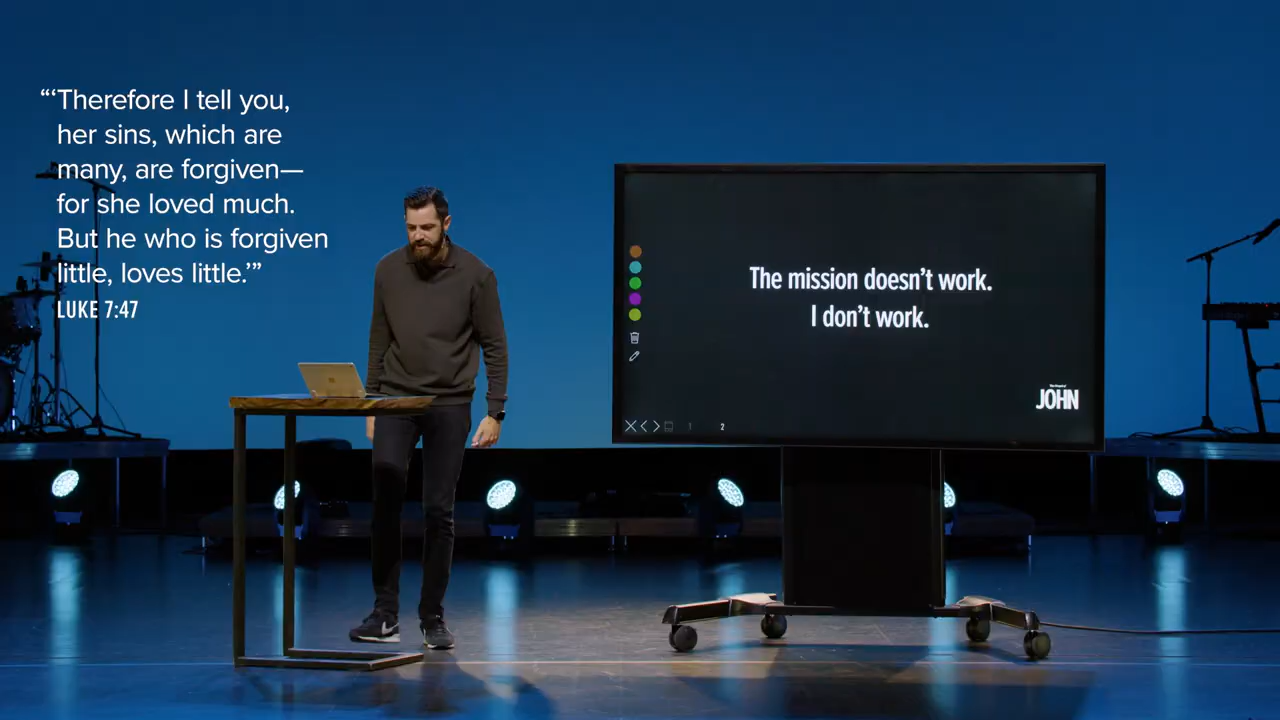 “‘Therefore I tell you,
her sins, which are
many, are forgiven—
for she loved much.
But he who is forgiven
little, loves little.’”
LUKE 7:47
The mission doesn’t work.
I don’t work.
JOHN
1
2